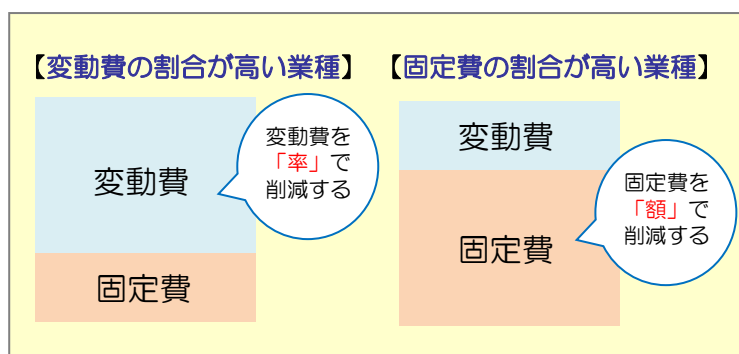 【変動費の割合が高い業種】
変動費
変動費を
「率」で
削減する
固定費
【固定費の割合が高い業種】
変動費
固定費
固定費を
「額」で
削減する